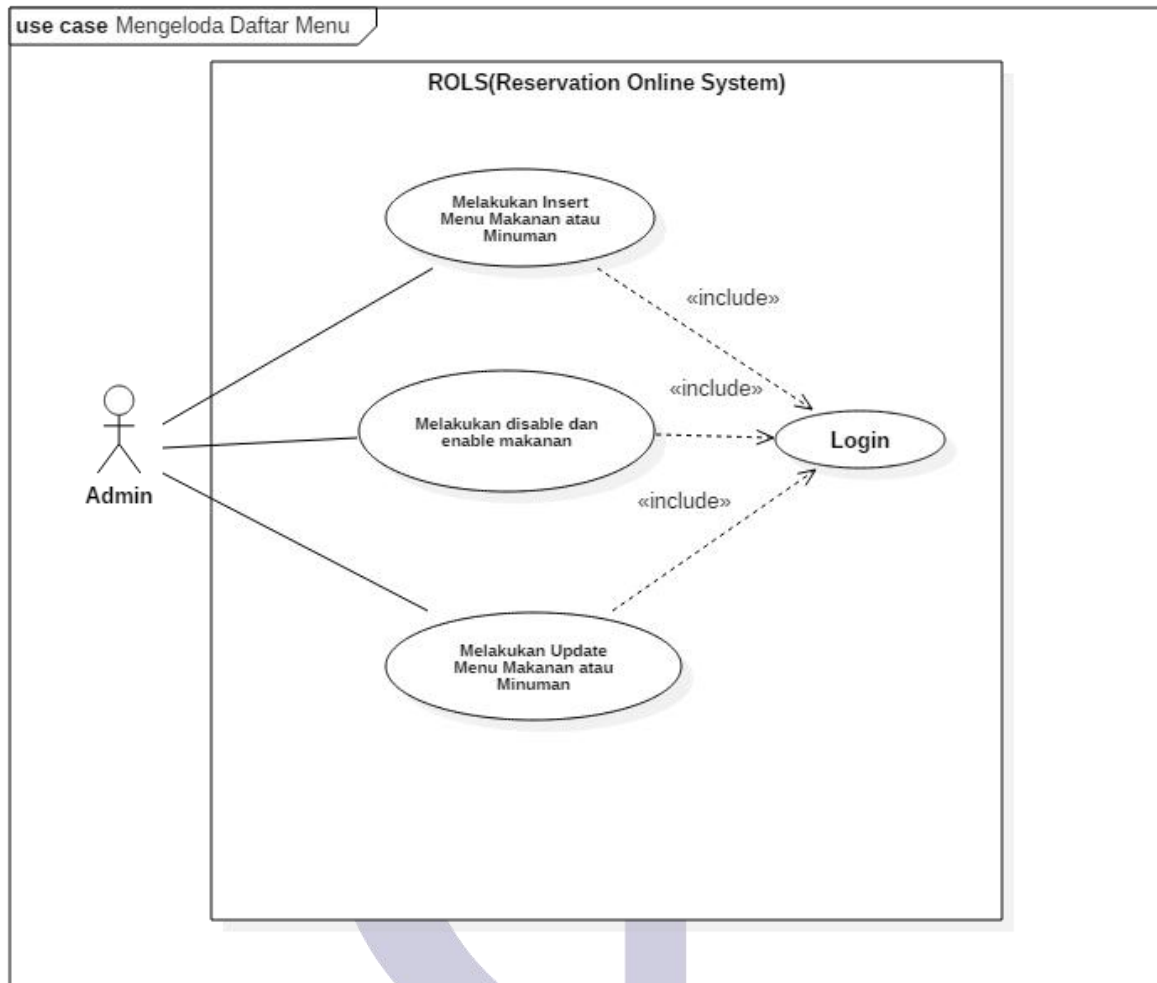 use case Mengeloda Daftar Menu
ROLS(Reservation Online System)
Melakukan Insert
Menu Makanan atau
Minuman
«include»
Melakukan disable dan
enable makanan
«include»
Login
Admin
«include»
Melakukan Update
Menu Makanan atau
Minuman